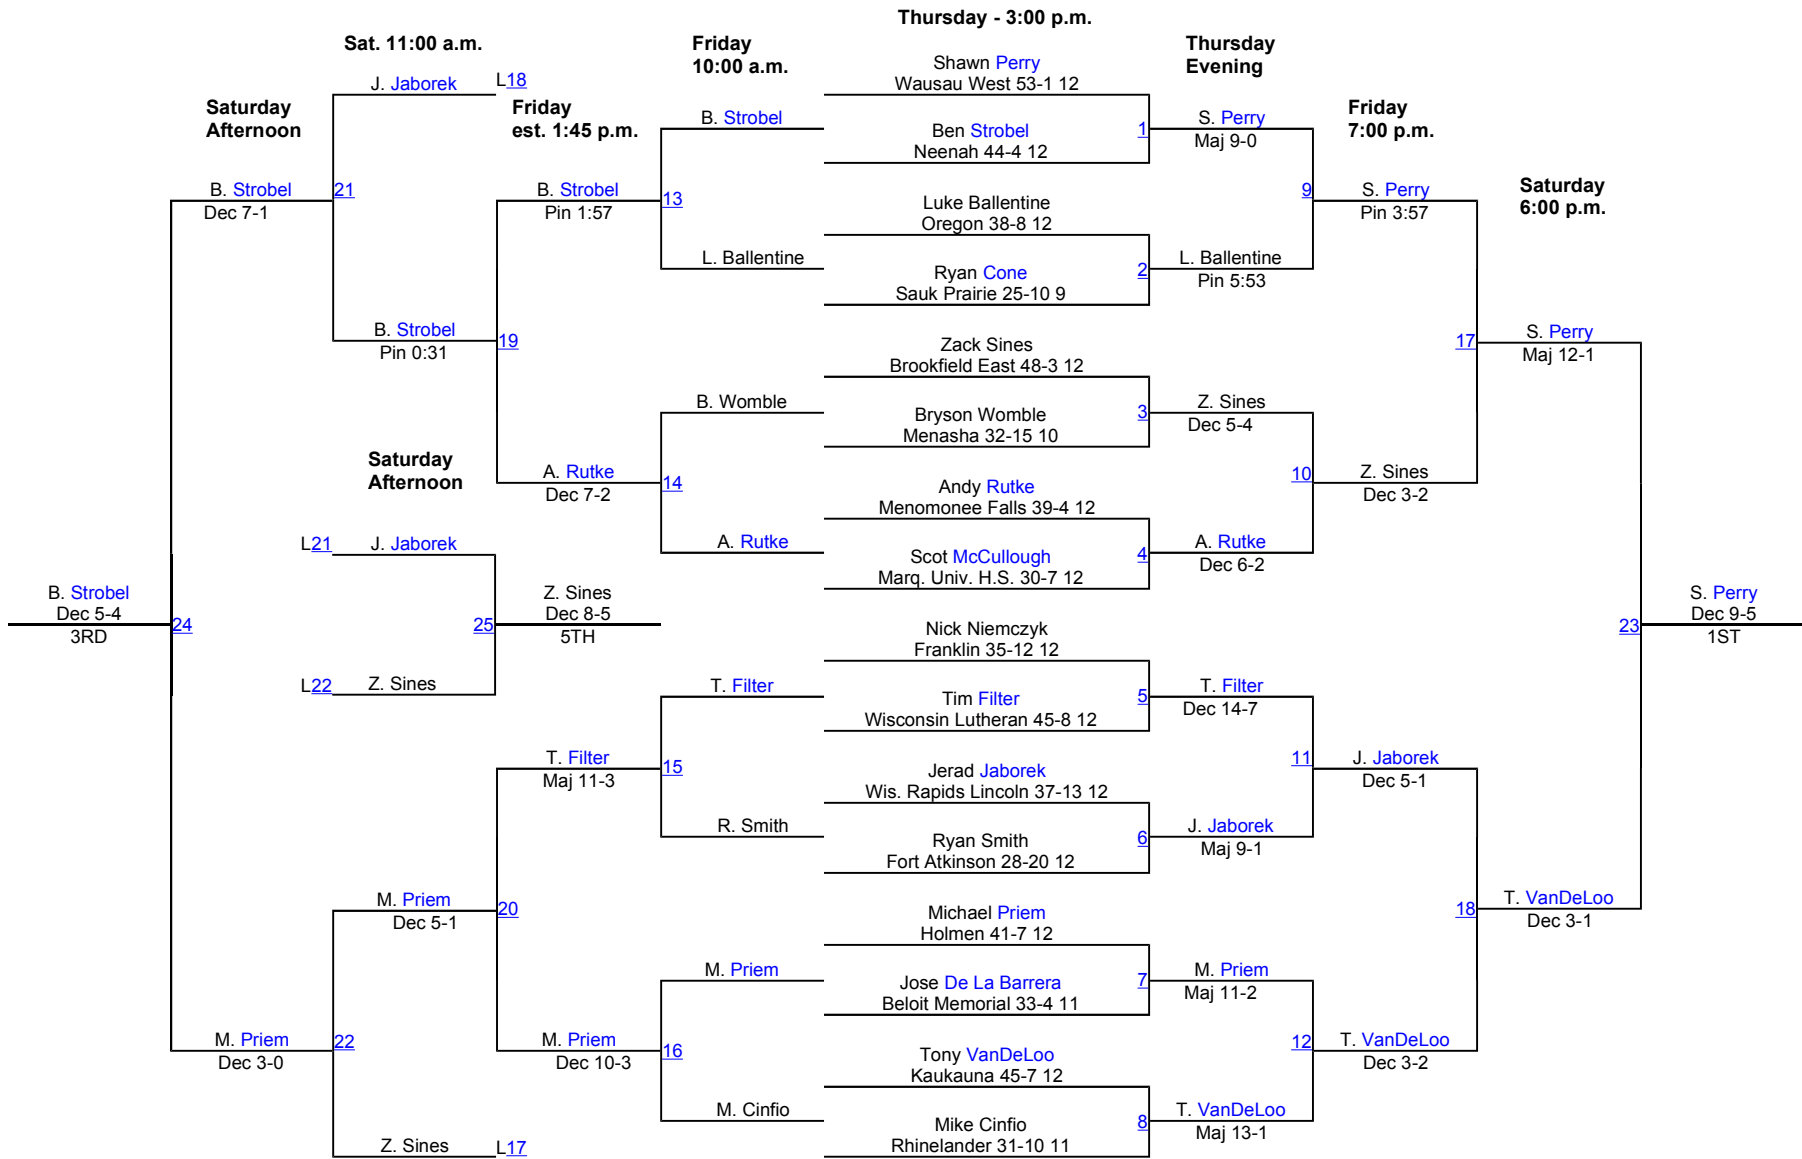 Thursday - 3:00 p.m.
Sat. 11:00 a.m.
Friday
10:00 a.m.
Thursday
Evening
Saturday
Afternoon
Friday
est. 1:45 p.m.
Friday
7:00 p.m.
Saturday
6:00 p.m.
Saturday
Afternoon
Shawn Perry
Wausau West 53-1 12
Ben Strobel
Neenah 44-4 12
1
Luke Ballentine
Oregon 38-8 12
Ryan Cone
Sauk Prairie 25-10 9
2
Zack Sines
Brookfield East 48-3 12
Bryson Womble
Menasha 32-15 10
3
Andy Rutke
Menomonee Falls 39-4 12
Scot McCullough
Marq. Univ. H.S. 30-7 12
4
Nick Niemczyk
Franklin 35-12 12
Tim Filter
Wisconsin Lutheran 45-8 12
5
Jerad Jaborek
Wis. Rapids Lincoln 37-13 12
Ryan Smith
Fort Atkinson 28-20 12
6
Michael Priem
Holmen 41-7 12
Jose De La Barrera
Beloit Memorial 33-4 11
7
Tony VanDeLoo
Kaukauna 45-7 12
Mike Cinfio
Rhinelander 31-10 11
8
S. Perry
Maj 9-0
9
L. Ballentine
Pin 5:53
Z. Sines
Dec 5-4
10
A. Rutke
Dec 6-2
T. Filter
Dec 14-7
11
J. Jaborek
Maj 9-1
M. Priem
Maj 11-2
12
T. VanDeLoo
Maj 13-1
S. Perry
Pin 3:57
17
Z. Sines
Dec 3-2
J. Jaborek
Dec 5-1
18
T. VanDeLoo
Dec 3-2
S. Perry
Maj 12-1
23
T. VanDeLoo
Dec 3-1
S. Perry
Dec 9-5
1ST
B. Strobel
13
L. Ballentine
B. Womble
14
A. Rutke
T. Filter
15
R. Smith
M. Priem
16
M. Cinfio
B. Strobel
Pin 1:57
19
A. Rutke
Dec 7-2
T. Filter
Maj 11-3
20
M. Priem
Dec 10-3
J. Jaborek L18
21
B. Strobel
Pin 0:31
M. Priem
Dec 5-1
22
Z. Sines L17
B. Strobel
Dec 7-1
24
M. Priem
Dec 3-0
B. Strobel
Dec 5-4
3RD
L21 J. Jaborek
25
L22 Z. Sines
Z. Sines
Dec 8-5
5TH